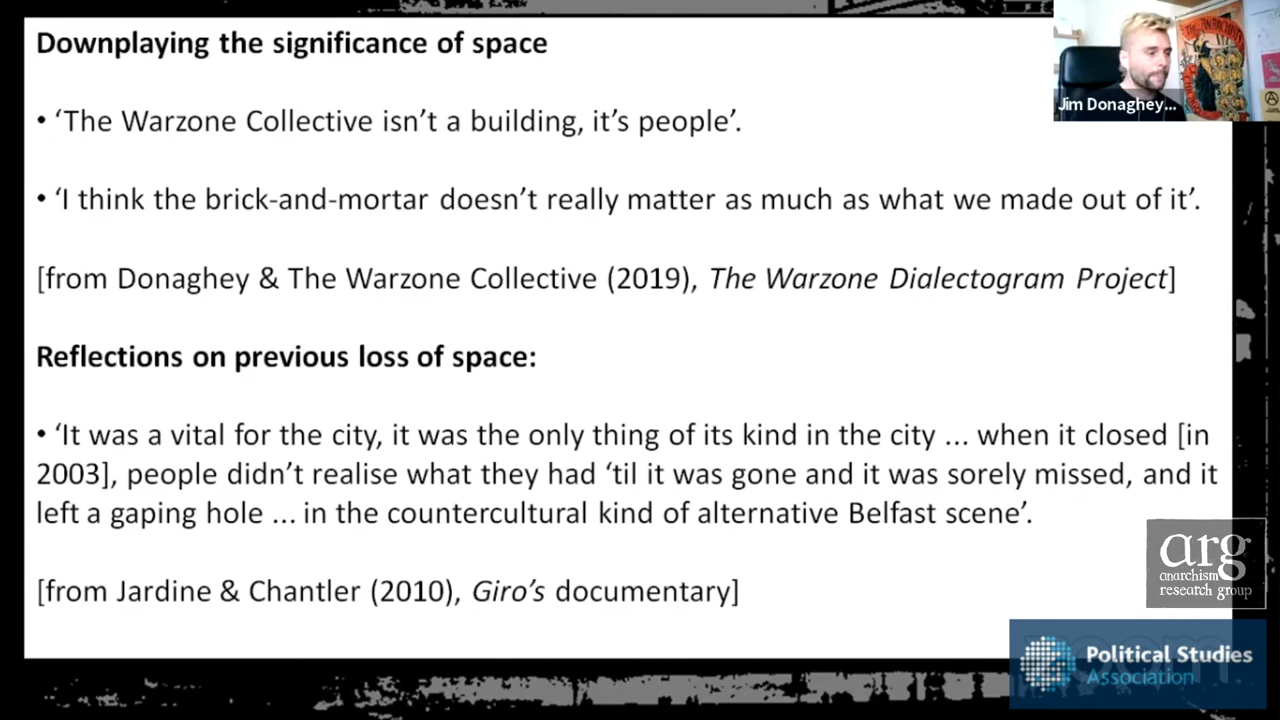 Downplaying the significance of space
• ‘The Warzone Collective isn’t a building, it’s people’.
• ‘I think the brick-and-mortar doesn’t really matter as much as what we made out of it’.
[from Donaghey & The Warzone Collective (2019), The Warzone Dialectogram Project]
Reflections on previous loss of space:
• ‘It was a vital for the city, it was the only thing of its kind in the city ... when it closed [in
2003], people didn’t realise what they had ‘til it was gone and it was sorely missed, and it
left a gaping hole ... in the countercultural kind of alternative Belfast scene’.
[from Jardine & Chantler (2010), Giro’s documentary]
Jim Donaghey...
arg
anarchism
research group
zoom
Political Studies
Association